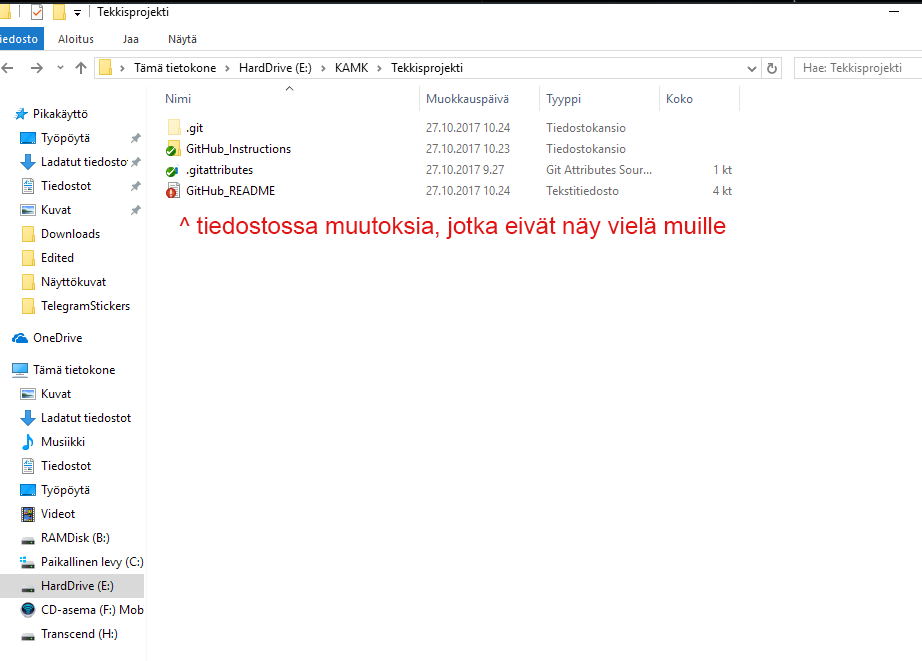 Tekkisprojekti
iedosto Aloitus Jaa Näytä
Tämä tietokone HardDrive (E:) KAMK Tekkisprojekti Hae: Tekkisprojekti
Nimi Muokkauspäivä Tyyppi Koko
.git 27.10.2017 10.24 Tiedostokansio
GitHub_Instructions 27.10.2017 10.23 Tiedostokansio
.gitattributes 27.10.2017 9.27 Git Attributes Sour... 1 kt
GitHub_README 27.10.2017 10.24 Tekstitiedosto 4 kt
^ tiedostossa muutoksia, jotka eivät näy vielä muille
Pikakäyttö
Työpöytä
Ladatut tiedostot
Tiedostot
Kuvat
Downloads
Edited
Näyttökuvat
TelegramStickers
OneDrive
Tämä tietokone
Kuvat
Ladatut tiedostot
Musiikki
Tiedostot
Työpöytä
Videot
RAMDisk (B:)
Paikallinen levy (C:)
HardDrive (E:)
CD-asema (F:) Mob
Transcend (H:)